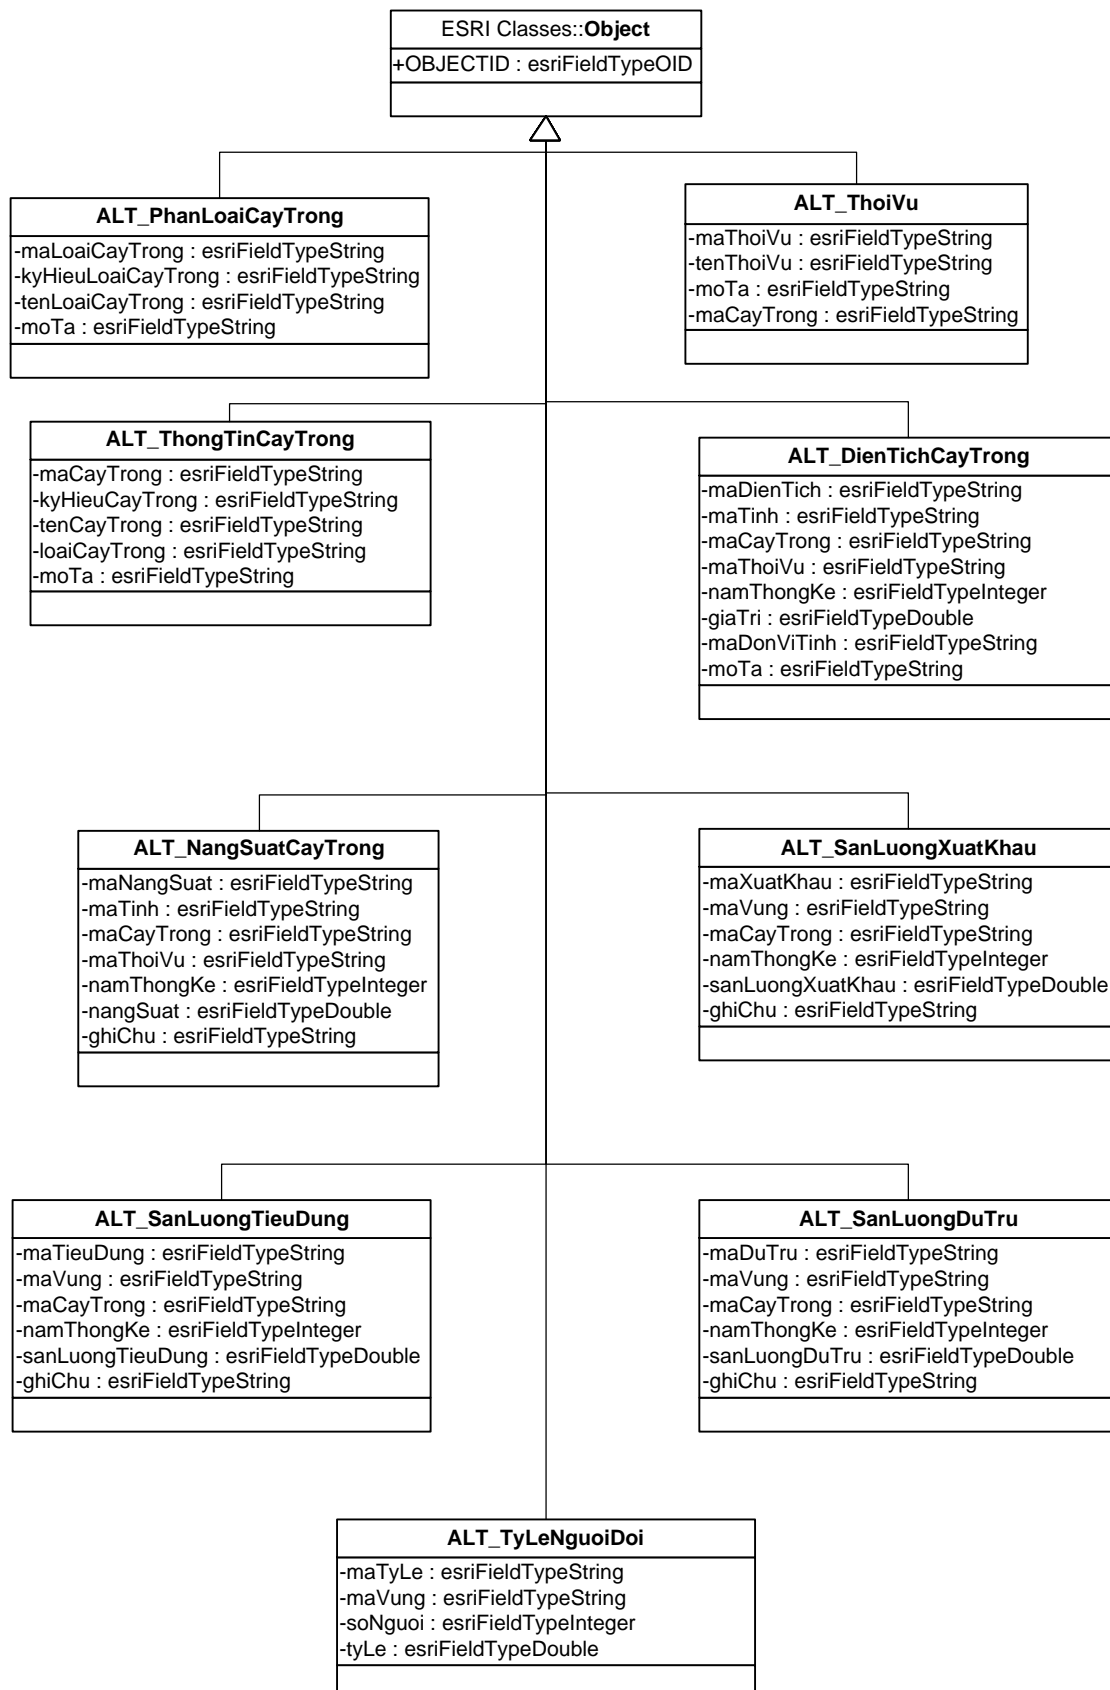 ESRI Classes::Object
+OBJECTID : esriFieldTypeOID
ALT_PhanLoaiCayTrong
-maLoaiCayTrong : esriFieldTypeString
-kyHieuLoaiCayTrong : esriFieldTypeString
-tenLoaiCayTrong : esriFieldTypeString
-moTa : esriFieldTypeString
ALT_ThoiVu
-maThoiVu : esriFieldTypeString
-tenThoiVu : esriFieldTypeString
-moTa : esriFieldTypeString
-maCayTrong : esriFieldTypeString
ALT_ThongTinCayTrong
-maCayTrong : esriFieldTypeString
-kyHieuCayTrong : esriFieldTypeString
-tenCayTrong : esriFieldTypeString
-loaiCayTrong : esriFieldTypeString
-moTa : esriFieldTypeString
ALT_DienTichCayTrong
-maDienTich : esriFieldTypeString
-maTinh : esriFieldTypeString
-maCayTrong : esriFieldTypeString
-maThoiVu : esriFieldTypeString
-namThongKe : esriFieldTypeInteger
-giaTri : esriFieldTypeDouble
-maDonViTinh : esriFieldTypeString
-moTa : esriFieldTypeString
ALT_NangSuatCayTrong
-maNangSuat : esriFieldTypeString
-maTinh : esriFieldTypeString
-maCayTrong : esriFieldTypeString
-maThoiVu : esriFieldTypeString
-namThongKe : esriFieldTypeInteger
-nangSuat : esriFieldTypeDouble
-ghiChu : esriFieldTypeString
ALT_SanLuongXuatKhau
-maXuatKhau : esriFieldTypeString
-maVung : esriFieldTypeString
-maCayTrong : esriFieldTypeString
-namThongKe : esriFieldTypeInteger
-sanLuongXuatKhau : esriFieldTypeDouble
-ghiChu : esriFieldTypeString
ALT_SanLuongTieuDung
-maTieuDung : esriFieldTypeString
-maVung : esriFieldTypeString
-maCayTrong : esriFieldTypeString
-namThongKe : esriFieldTypeInteger
-sanLuongTieuDung : esriFieldTypeDouble
-ghiChu : esriFieldTypeString
ALT_SanLuongDuTru
-maDuTru : esriFieldTypeString
-maVung : esriFieldTypeString
-maCayTrong : esriFieldTypeString
-namThongKe : esriFieldTypeInteger
-sanLuongDuTru : esriFieldTypeDouble
-ghiChu : esriFieldTypeString
ALT_TyLeNguoiDoi
-maTyLe : esriFieldTypeString
-maVung : esriFieldTypeString
-soNguoi : esriFieldTypeInteger
-tyLe : esriFieldTypeDouble